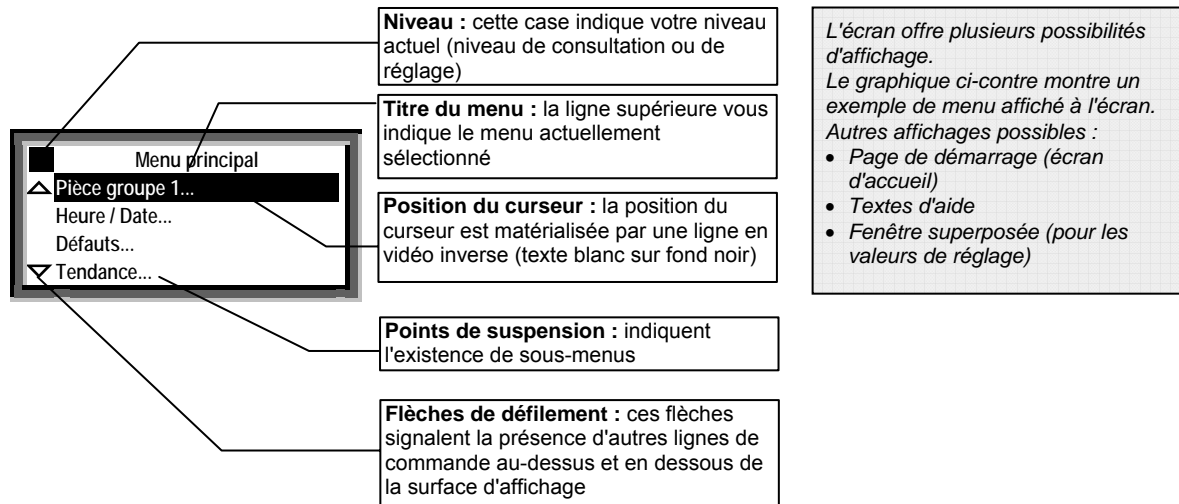 Niveau : cette case indique votre niveau
actuel (niveau de consultation ou de
réglage)
Titre du menu : la ligne supérieure vous
indique le menu actuellement
sélectionné
Menu principal
Pièce groupe 1...
Heure / Date...
Défauts...
Tendance...
Position du curseur : la position du
curseur est matérialisée par une ligne en
vidéo inverse (texte blanc sur fond noir)
Points de suspension : indiquent
l'existence de sous-menus
Flèches de défilement : ces flèches
signalent la présence d'autres lignes de
commande au-dessus et en dessous de
la surface d'affichage
L'écran offre plusieurs possibilités
d'affichage.
Le graphique ci-contre montre un
exemple de menu affiché à l'écran.
Autres affichages possibles :
• Page de démarrage (écran
d'accueil)
• Textes d'aide
• Fenêtre superposée (pour les
valeurs de réglage)